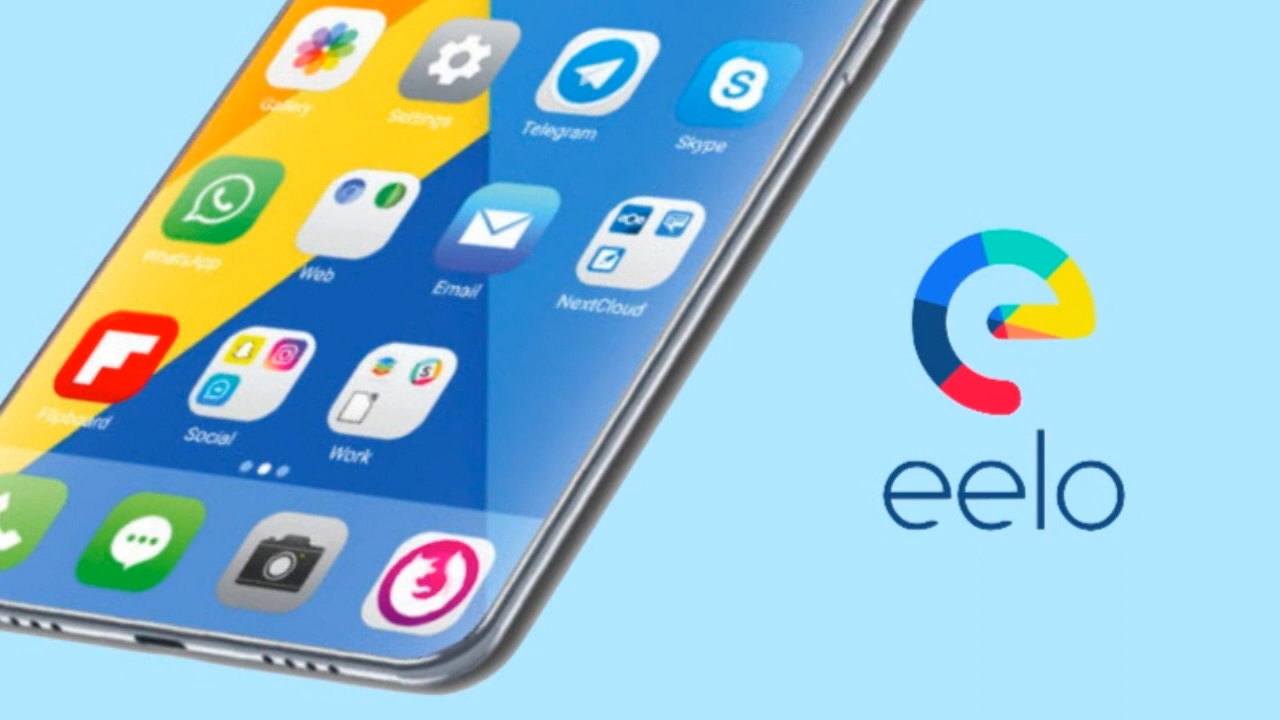 Gallery
Settings
Telegram
Skype
WhatsApp
Web
Email
NextCloud
Flipboard
Social
Work
eelo